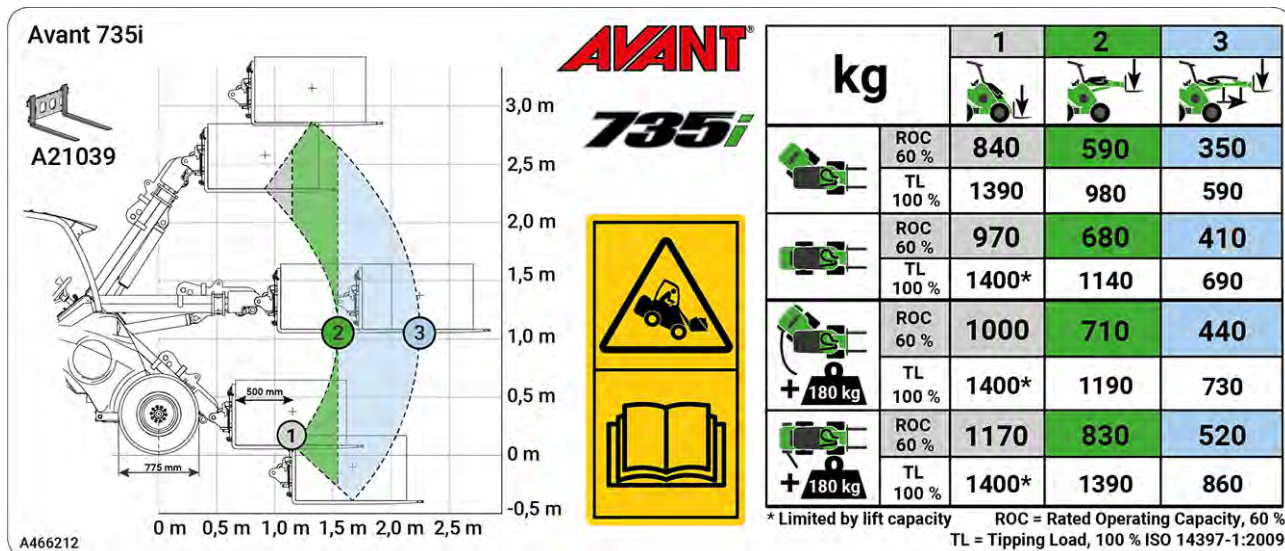 Avant 735i
A21039
3,0 m
2,5 m
2,0 m
1,5 m
1,0 m
0,5 m
0 m
-0,5 m
500 mm
775 mm
1
2
3
0 m 0,5 m 1,0 m 1,5 m 2,0 m 2,5 m
A466212
AVANT®
735i
kg 1 2 3
ROC 60 % 840 590 350
TL 100 % 1390 980 590
ROC 60 % 970 680 410
TL 100 % 1400* 1140 690
ROC 60 % 1000 710 440
+ 180 kg TL 100 % 1400* 1190 730
ROC 60 % 1170 830 520
+ 180 kg TL 100 % 1400* 1390 860
* Limited by lift capacity ROC = Rated Operating Capacity, 60 %
TL = Tipping Load, 100 % ISO 14397-1:2009